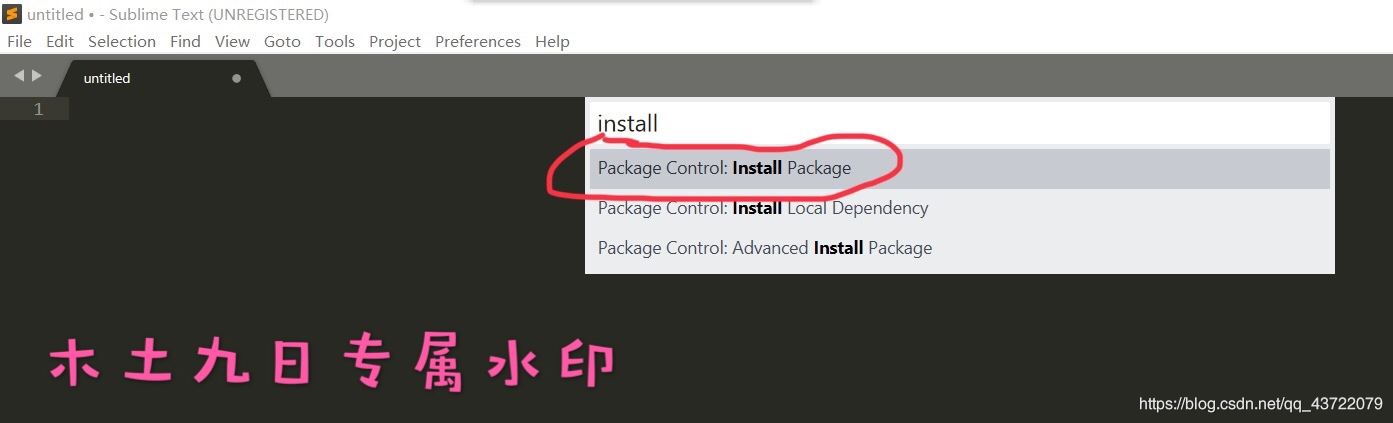 untitled • - Sublime Text (UNREGISTERED)
File Edit Selection Find View Goto Tools Project Preferences Help
untitled
1
install
Package Control: Install Package
Package Control: Install Local Dependency
Package Control: Advanced Install Package
木土九日专属水印
https://blog.csdn.net/qq_43722079